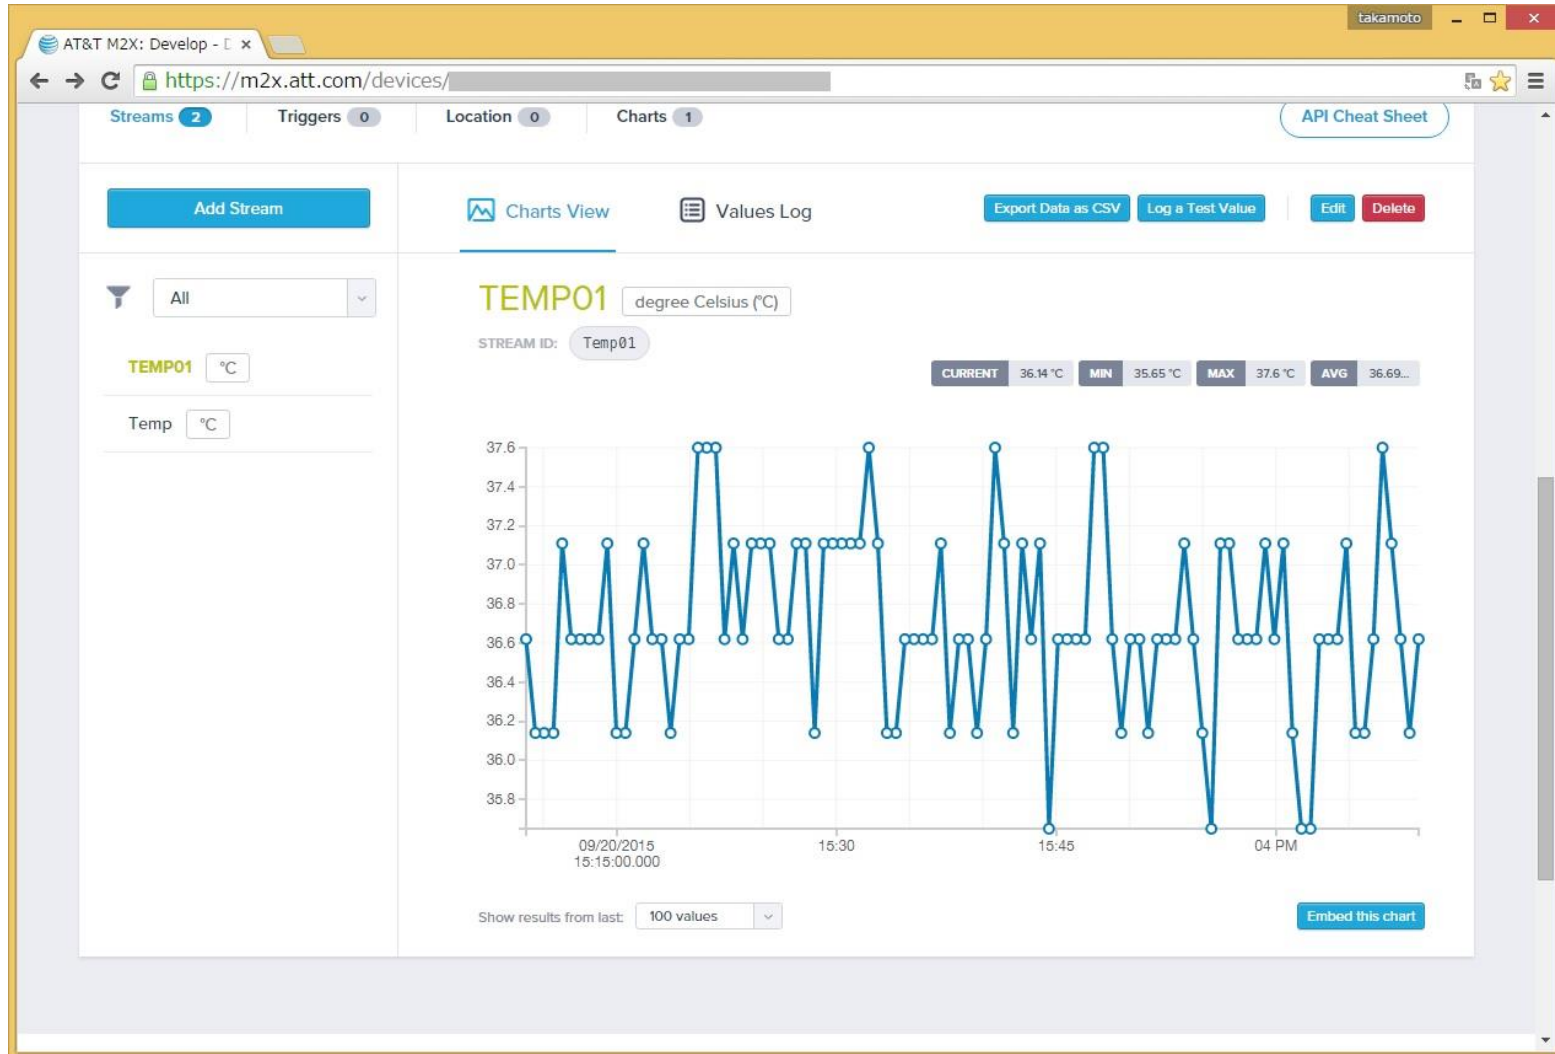 takamoto
AT&T M2X: Develop - D
https://m2x.att.com/devices/
Streams 2 Triggers 0 Location 0 Charts 1 API Cheat Sheet
Add Stream
Charts View Values Log Export Data as CSV Log a Test Value Edit Delete
All
TEMP01 degree Celsius (°C)
STREAM ID: Temp01
TEMP01 °C
CURRENT 36.14 °C MIN 35.65 °C MAX 37.6 °C AVG 36.69...
Temp °C
37.6
37.4
37.2
37.0
36.8
36.6
36.4
36.2
36.0
35.8
09/20/2015 15:30 15:45 04 PM
15:15:00.000
Show results from last: 100 values Embed this chart